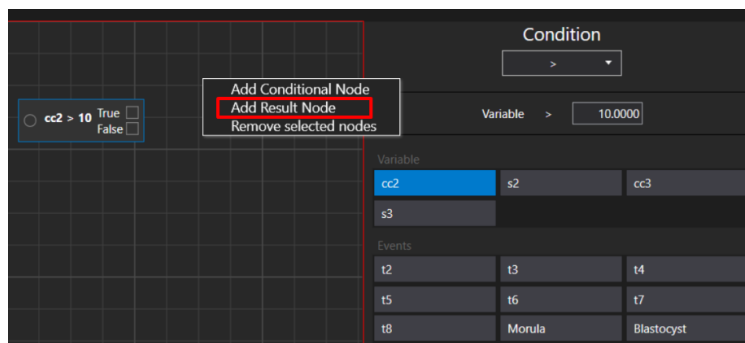 Condition
>
Add Conditional Node
Add Result Node
Remove selected nodes
cc2 > 10 True
False
Variable > 10.0000
Variable
cc2 s2 cc3
s3
Events
t2 t3 t4
t5 t6 t7
t8 Morula Blastocyst